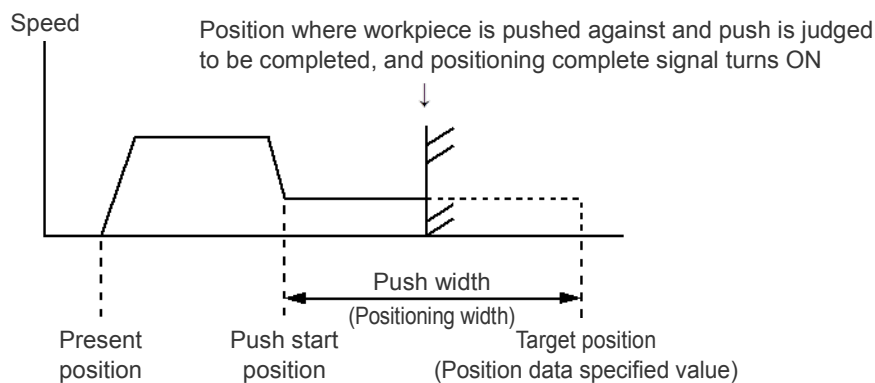 Speed
Position where workpiece is pushed against and push is judged
to be completed, and positioning complete signal turns ON
Push width
(Positioning width)
Present
position
Push start
position
Target position
(Position data specified value)